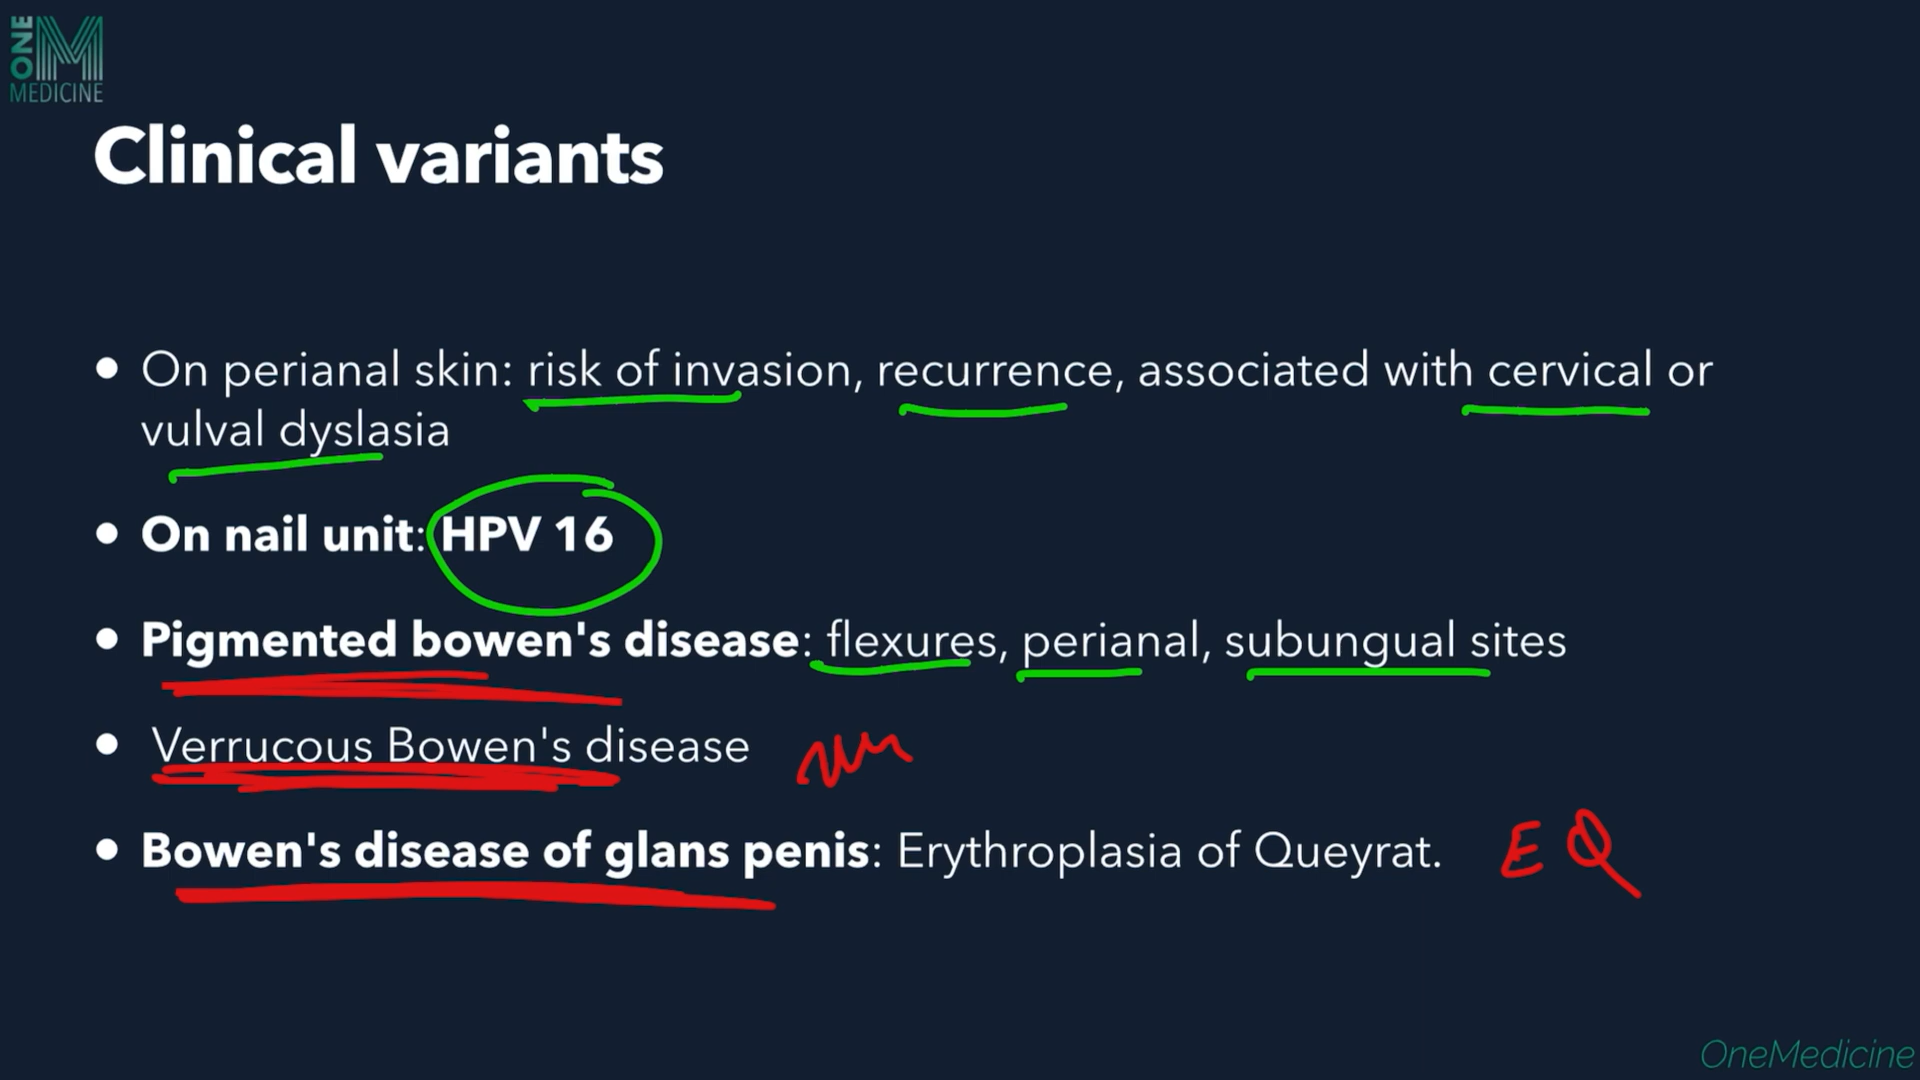 ONE M
MEDICINE
Clinical variants
• On perianal skin: risk of invasion, recurrence, associated with cervical or
vulval dyslasia
• On nail unit: HPV 16
• Pigmented bowen's disease: flexures, perianal, subungual sites
• Verrucous Bowen's disease
• Bowen's disease of glans penis: Erythroplasia of Queyrat. EQ
OneMedicine